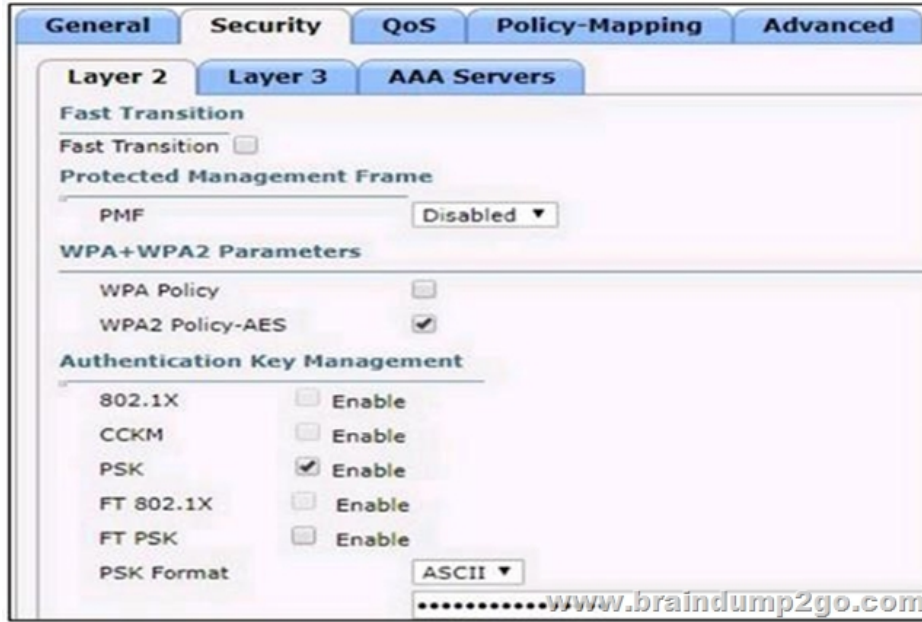 General Security QoS Policy-Mapping Advanced
Layer 2 Layer 3 AAA Servers
Fast Transition
Fast Transition
Protected Management Frame
PMF Disabled
WPA+WPA2 Parameters
WPA Policy
WPA2 Policy-AES
Authentication Key Management
802.1X Enable
CCKM Enable
PSK Enable
FT 802.1X Enable
FT PSK Enable
PSK Format ASCII
www.braindump2go.com